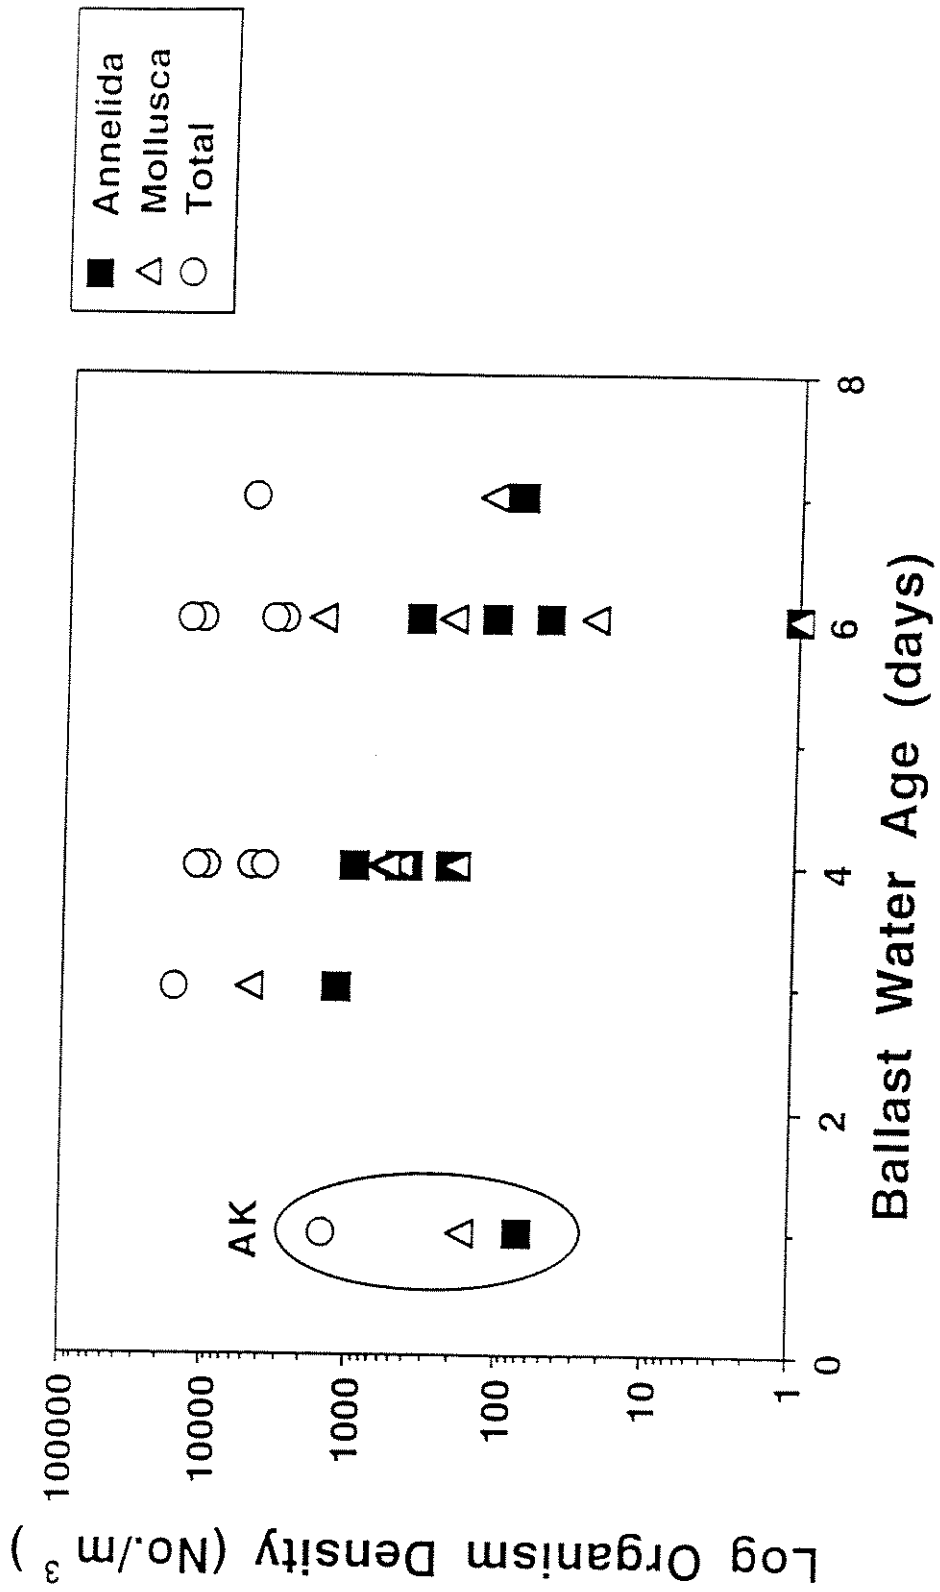 Annelida
Mollusca
Total
AK
100000
10000
1000
100
10
1
0
2
4
6
8
Log Organism Density (No./m³)
Ballast Water Age (days)